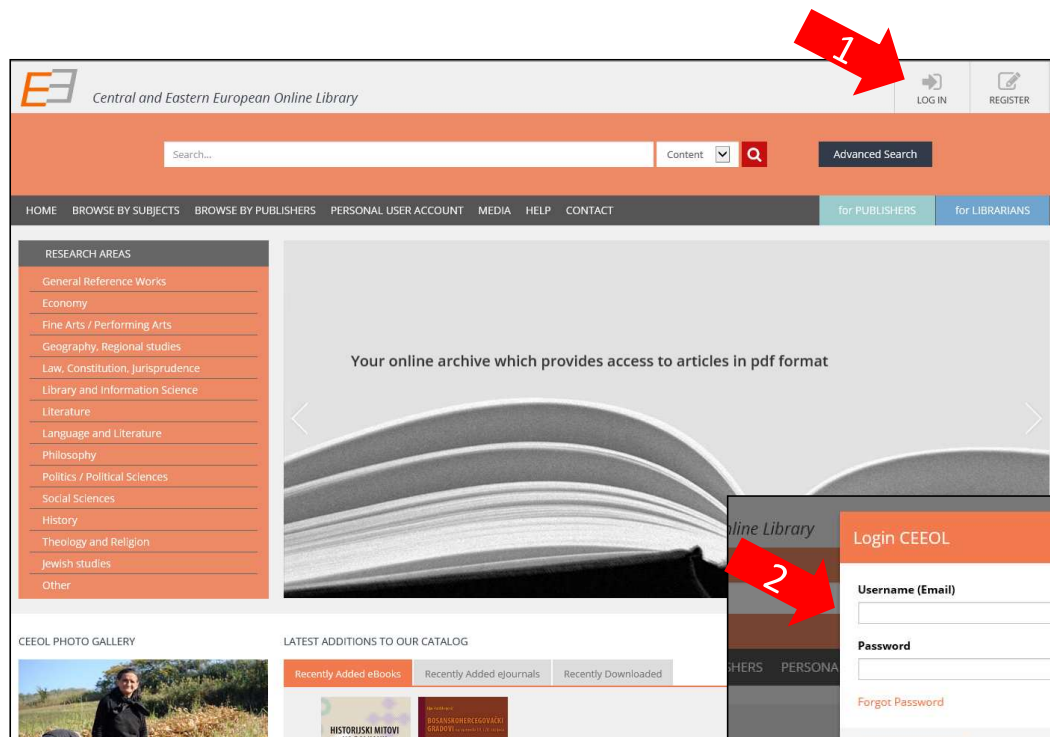 1
Central and Eastern European Online Library
LOG IN
REGISTER
Search...
Content
Advanced Search
HOME BROWSE BY SUBJECTS BROWSE BY PUBLISHERS PERSONAL USER ACCOUNT MEDIA HELP CONTACT
for PUBLISHERS
for LIBRARIANS
RESEARCH AREAS
General Reference Works
Economy
Fine Arts / Performing Arts
Geography, Regional studies
Law, Constitution, Jurisprudence
Library and Information Science
Literature
Language and Literature
Philosophy
Politics / Political Sciences
Social Sciences
History
Theology and Religion
Jewish studies
Other
Your online archive which provides access to articles in pdf format
nline Library
Login CEEOL
2
Username (Email)
Password
Forgot Password
SHERS PERSONA
CEEOL PHOTO GALLERY
LATEST ADDITIONS TO OUR CATALOG
Recently Added eBooks
Recently Added eJournals
Recently Downloaded
HISTORIJSKI MITOVI
BOSANSKOHERCEGOVAČKI
GRADOVI